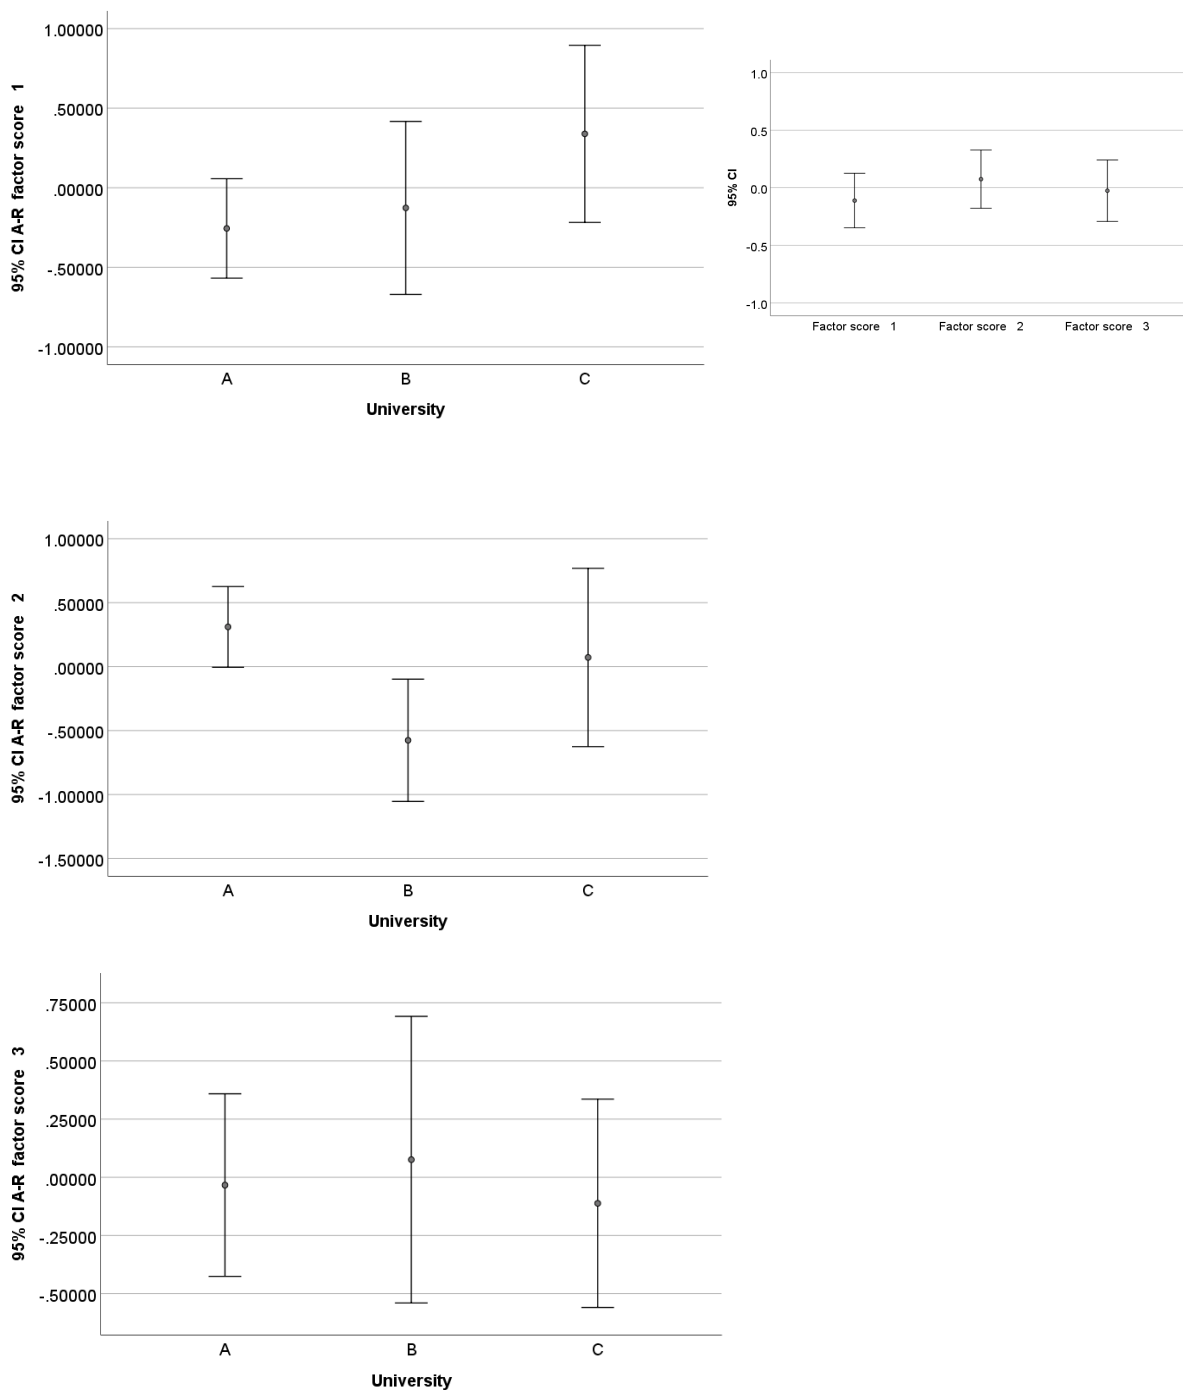 95% CI A-R factor score 1
1.00000
.50000
.00000
-.50000
-1.00000
A B C
University
95% CI
1.0
0.5
0.0
-0.5
-1.0
Factor score 1 Factor score 2 Factor score 3
95% CI A-R factor score 2
1.00000
.50000
.00000
-.50000
-1.00000
-1.50000
A B C
University
95% CI A-R factor score 3
.75000
.50000
.25000
.00000
-.25000
-.50000
A B C
University